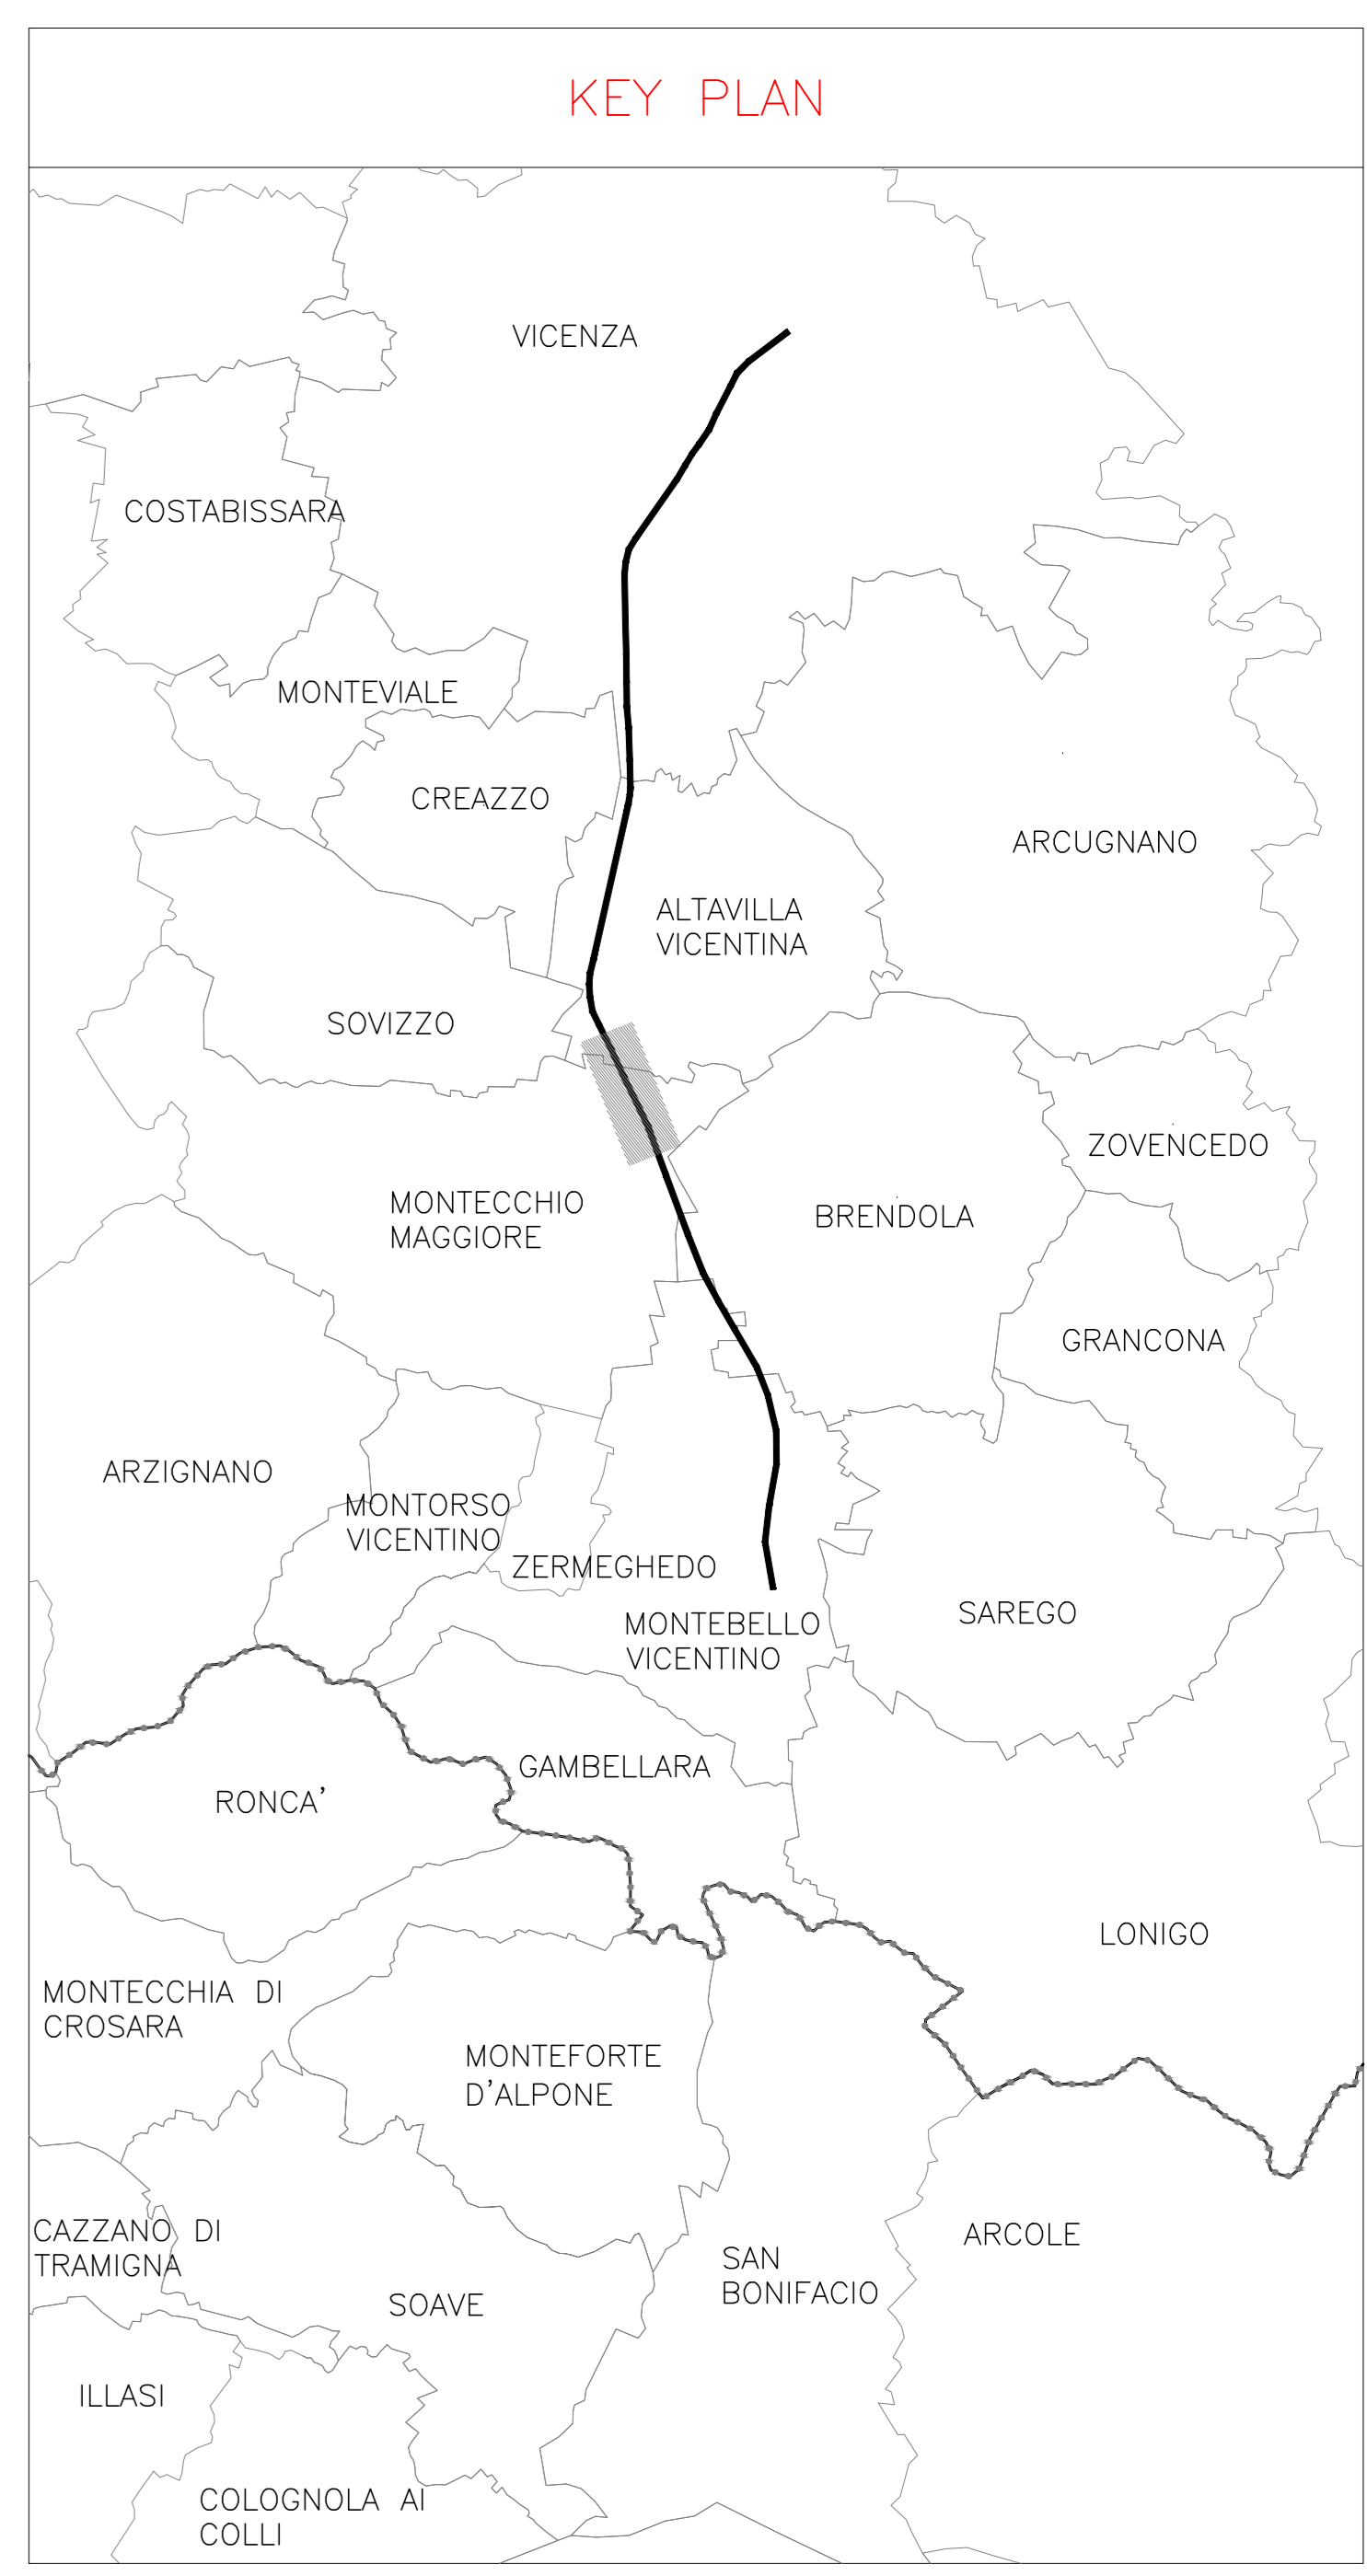 KEY PLAN
VICENZA
COSTABISSARA
MONTEVIALE
CREAZZO
ARCUGNANO
ALTAVILLA
VICENTINA
SOVIZZO
ZOVENCEDO
MONTECCHIO
MAGGIORE
BRENDOLA
GRANCONA
ARZIGNANO
MONTORSO
VICENTINO
ZERMEGHEDO
SAREGO
MONTEBELLO
VICENTINO
GAMBELLARA
RONCA'
LONIGO
MONTECCHIA DI
CROSARA
MONTEFORTE
D'ALPONE
CAZZANO DI
TRAMIGNA
ARCOLE
SAN
BONIFACIO
SOAVE
ILLASI
COLOGNOLA AI
COLLI